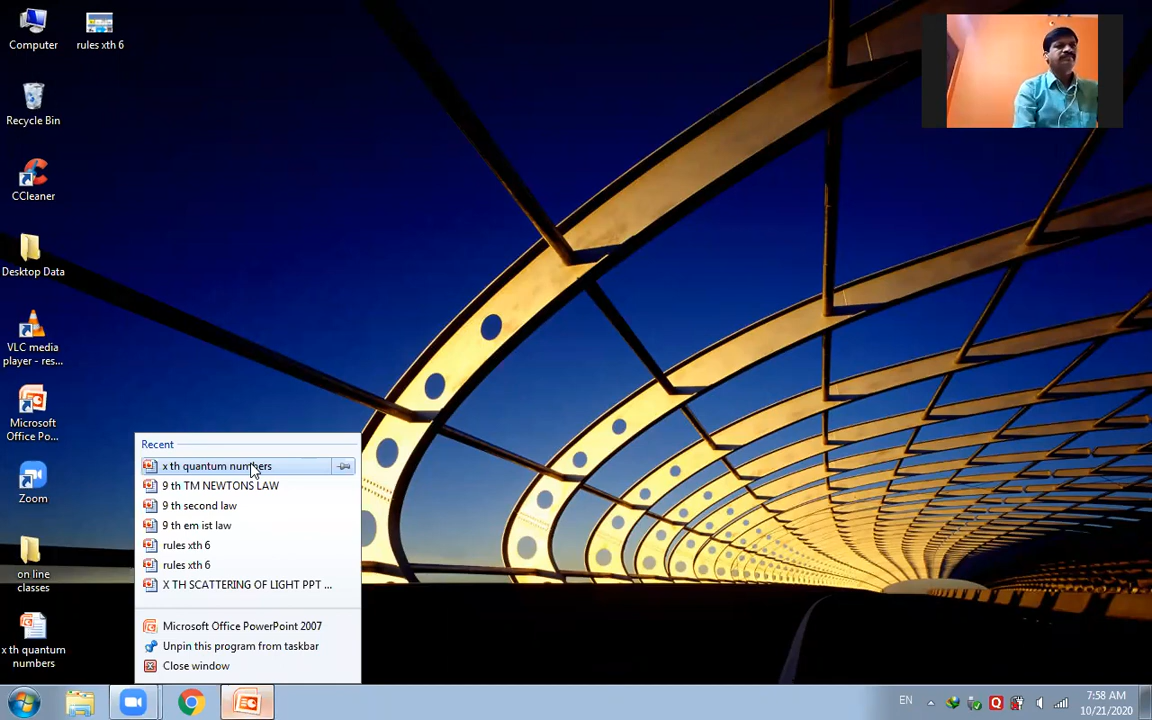 Computer
rules xth 6
Recycle Bin
CCleaner
Desktop Data
VLC media
player - res...
Microsoft
Office Po...
Zoom
on line
classes
x th quantum
numbers
Recent
x th quantum numbers
9 th TM NEWTONS LAW
9 th second law
9 th em ist law
rules xth 6
rules xth 6
X TH SCATTERING OF LIGHT PPT ...
Microsoft Office PowerPoint 2007
Unpin this program from taskbar
Close window
EN
7:58 AM
10/21/2020